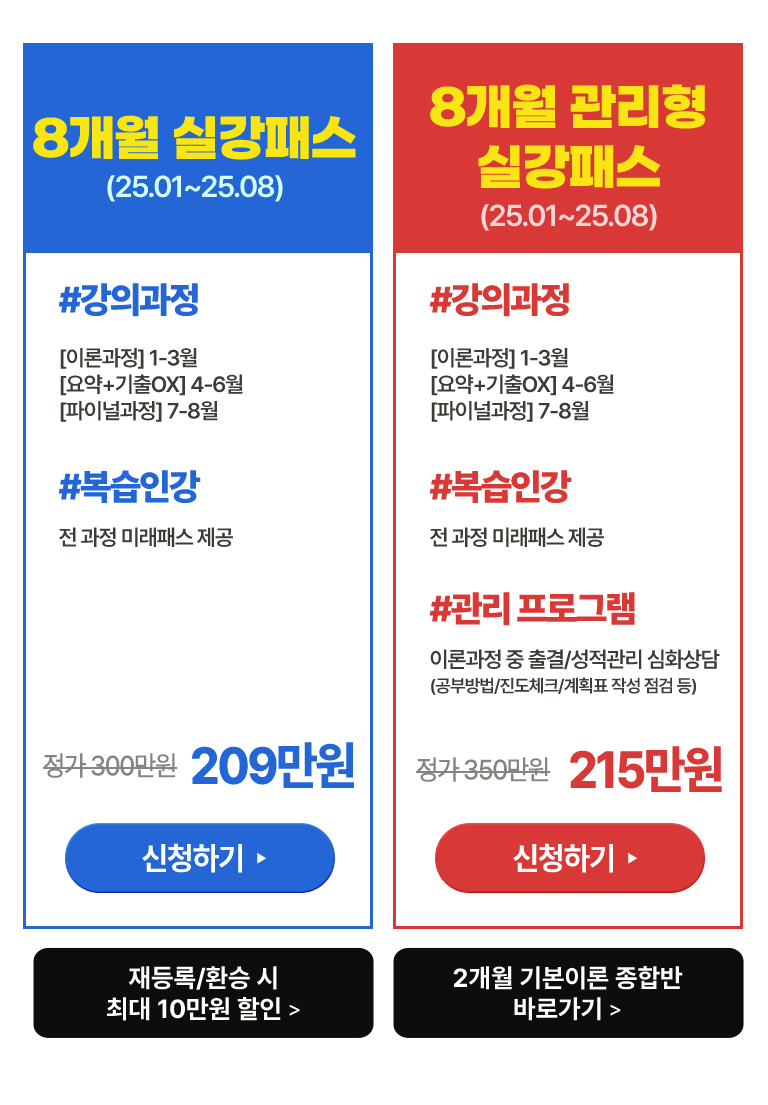 8개월 실강패스
(25.01~25.08)
#강의과정
[이론과정] 1-3월
[요약+기출OX] 4-6월
[파이널과정] 7-8월
#복습인강
전 과정 미래패스 제공
정가 300만원 209만원
신청하기 ▶
재등록/환승 시
최대 10만원 할인 >
8개월 관리형
실강패스
(25.01~25.08)
#강의과정
[이론과정] 1-3월
[요약+기출OX] 4-6월
[파이널과정] 7-8월
#복습인강
전 과정 미래패스 제공
#관리 프로그램
이론과정 중 출결/성적관리 심화상담
(공부방법/진도체크/계획표 작성 점검 등)
정가 350만원 215만원
신청하기 ▶
2개월 기본이론 종합반
바로가기 >